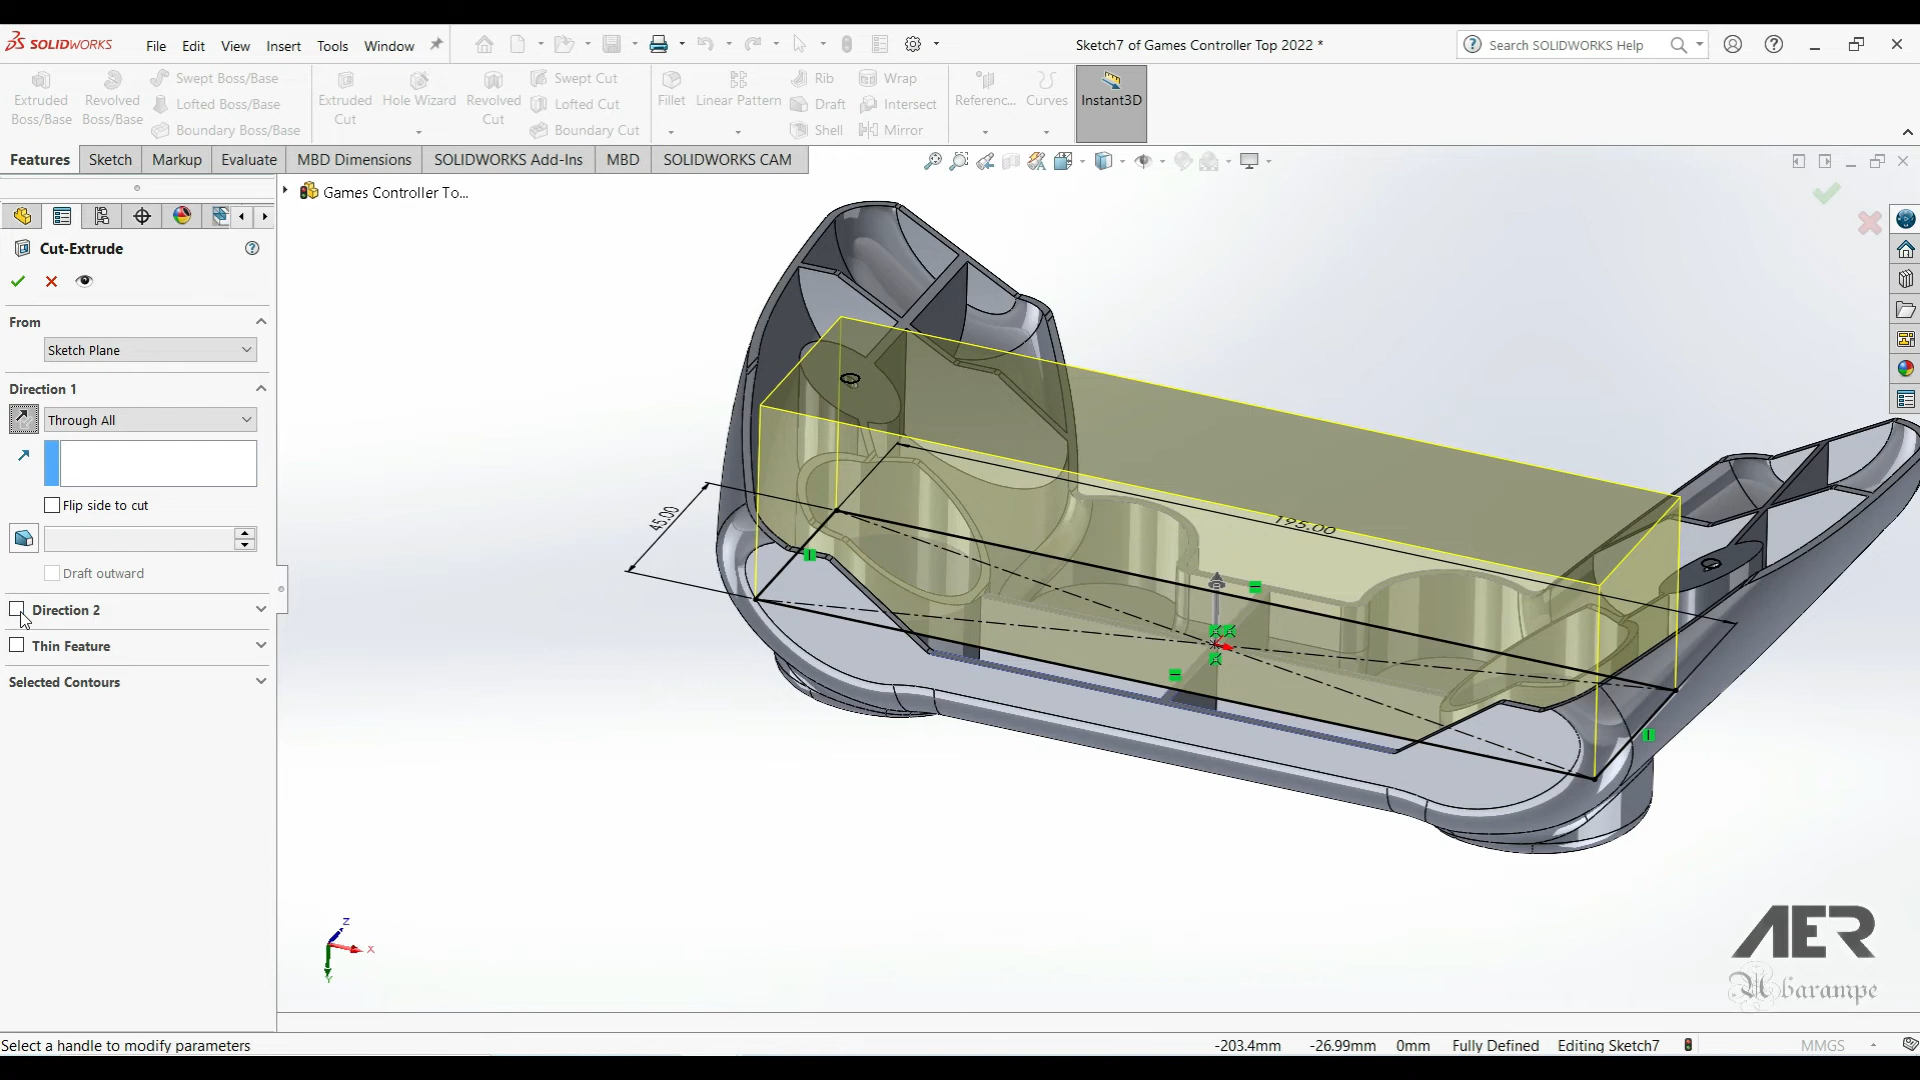 SOLIDWORKS
File
Edit
View
Insert
Tools
Window
Sketch7 of Games Controller Top 2022 *
Search SOLIDWORKS Help
Extruded Boss/Base
Revolved Boss/Base
Swept Boss/Base
Lofted Boss/Base
Boundary Boss/Base
Extruded Cut
Hole Wizard
Revolved Cut
Swept Cut
Lofted Cut
Boundary Cut
Fillet
Linear Pattern
Rib
Draft
Shell
Wrap
Intersect
Mirror
Referenc...
Curves
Instant3D
Features
Sketch
Markup
Evaluate
MBD Dimensions
SOLIDWORKS Add-Ins
MBD
SOLIDWORKS CAM
Games Controller To...
Cut-Extrude
From
Sketch Plane
Direction 1
Through All
Flip side to cut
Draft outward
Direction 2
Thin Feature
Selected Contours
45.00
195.00
Z
X
Y
AER
Abarampe
Select a handle to modify parameters
-203.4mm
-26.99mm
0mm
Fully Defined
Editing Sketch7
MMGS